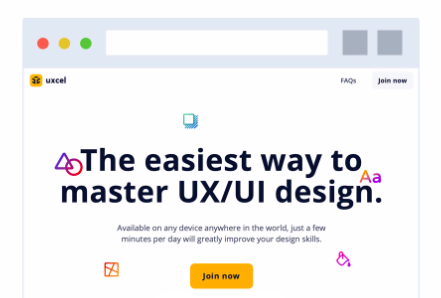 uxcel
FAQs
Join now
The easiest way to
master UX/UI design.
Aa
Available on any device anywhere in the world, just a few
minutes per day will greatly improve your design skills.
Join now